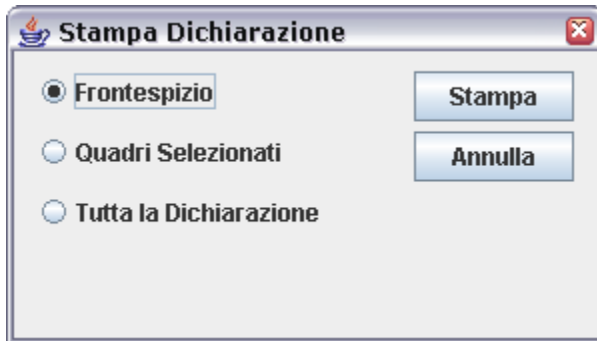 Stampa Dichiarazione
Frontespizio
Stampa
Quadri Selezionati
Annulla
Tutta la Dichiarazione